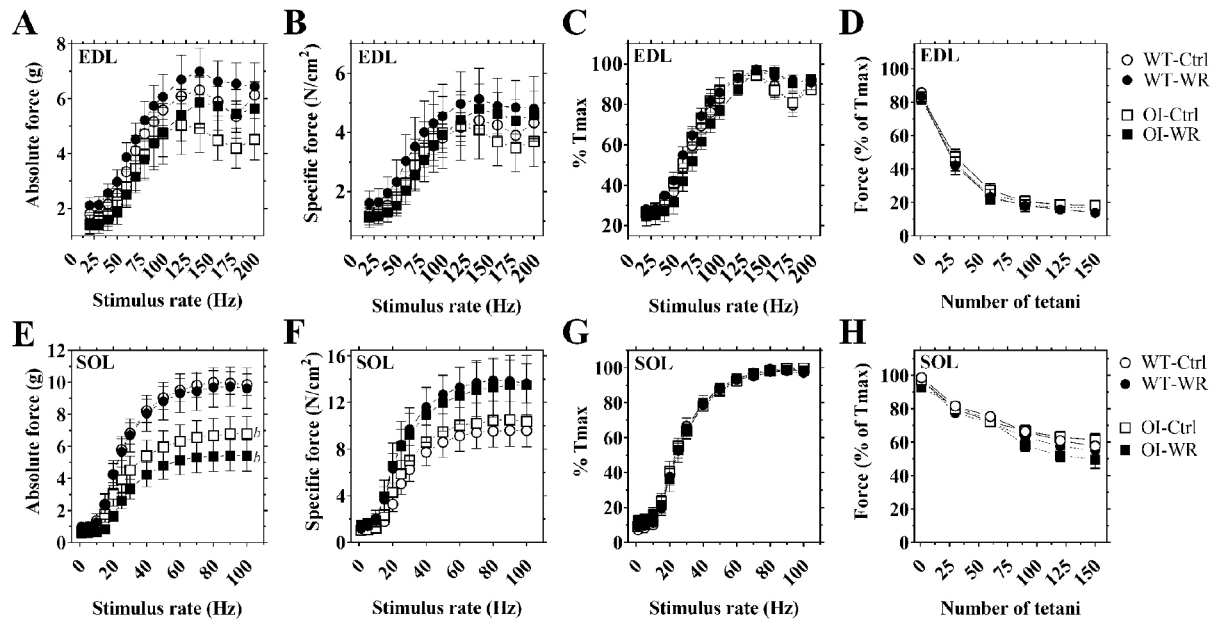 A B C D
EDL EDL EDL EDL
Absolute force (g)
8
6
4
2
0 25 50 75 100 125 150 175 200
Stimulus rate (Hz)
Specific force (N/cm²)
8
6
4
2
0 25 50 75 100 125 150 175 200
Stimulus rate (Hz)
% Tmax
100
80
60
40
20
0 25 50 75 100 125 150 175 200
Stimulus rate (Hz)
Force (% of Tmax)
100
80
60
40
20
0
0 25 50 75 100 125 150
Number of tetani
WT-Ctrl
WT-WR
OI-Ctrl
OI-WR
E F G H
SOL SOL SOL SOL
Absolute force (g)
12
10
8
6
4
2
0
b
b
0 20 40 60 80 100
Stimulus rate (Hz)
Specific force (N/cm²)
16
12
8
4
0
0 20 40 60 80 100
Stimulus rate (Hz)
% Tmax
100
80
60
40
20
0
0 20 40 60 80 100
Stimulus rate (Hz)
Force (% of Tmax)
100
80
60
40
20
0
0 25 50 75 100 125 150
Number of tetani
WT-Ctrl
WT-WR
OI-Ctrl
OI-WR